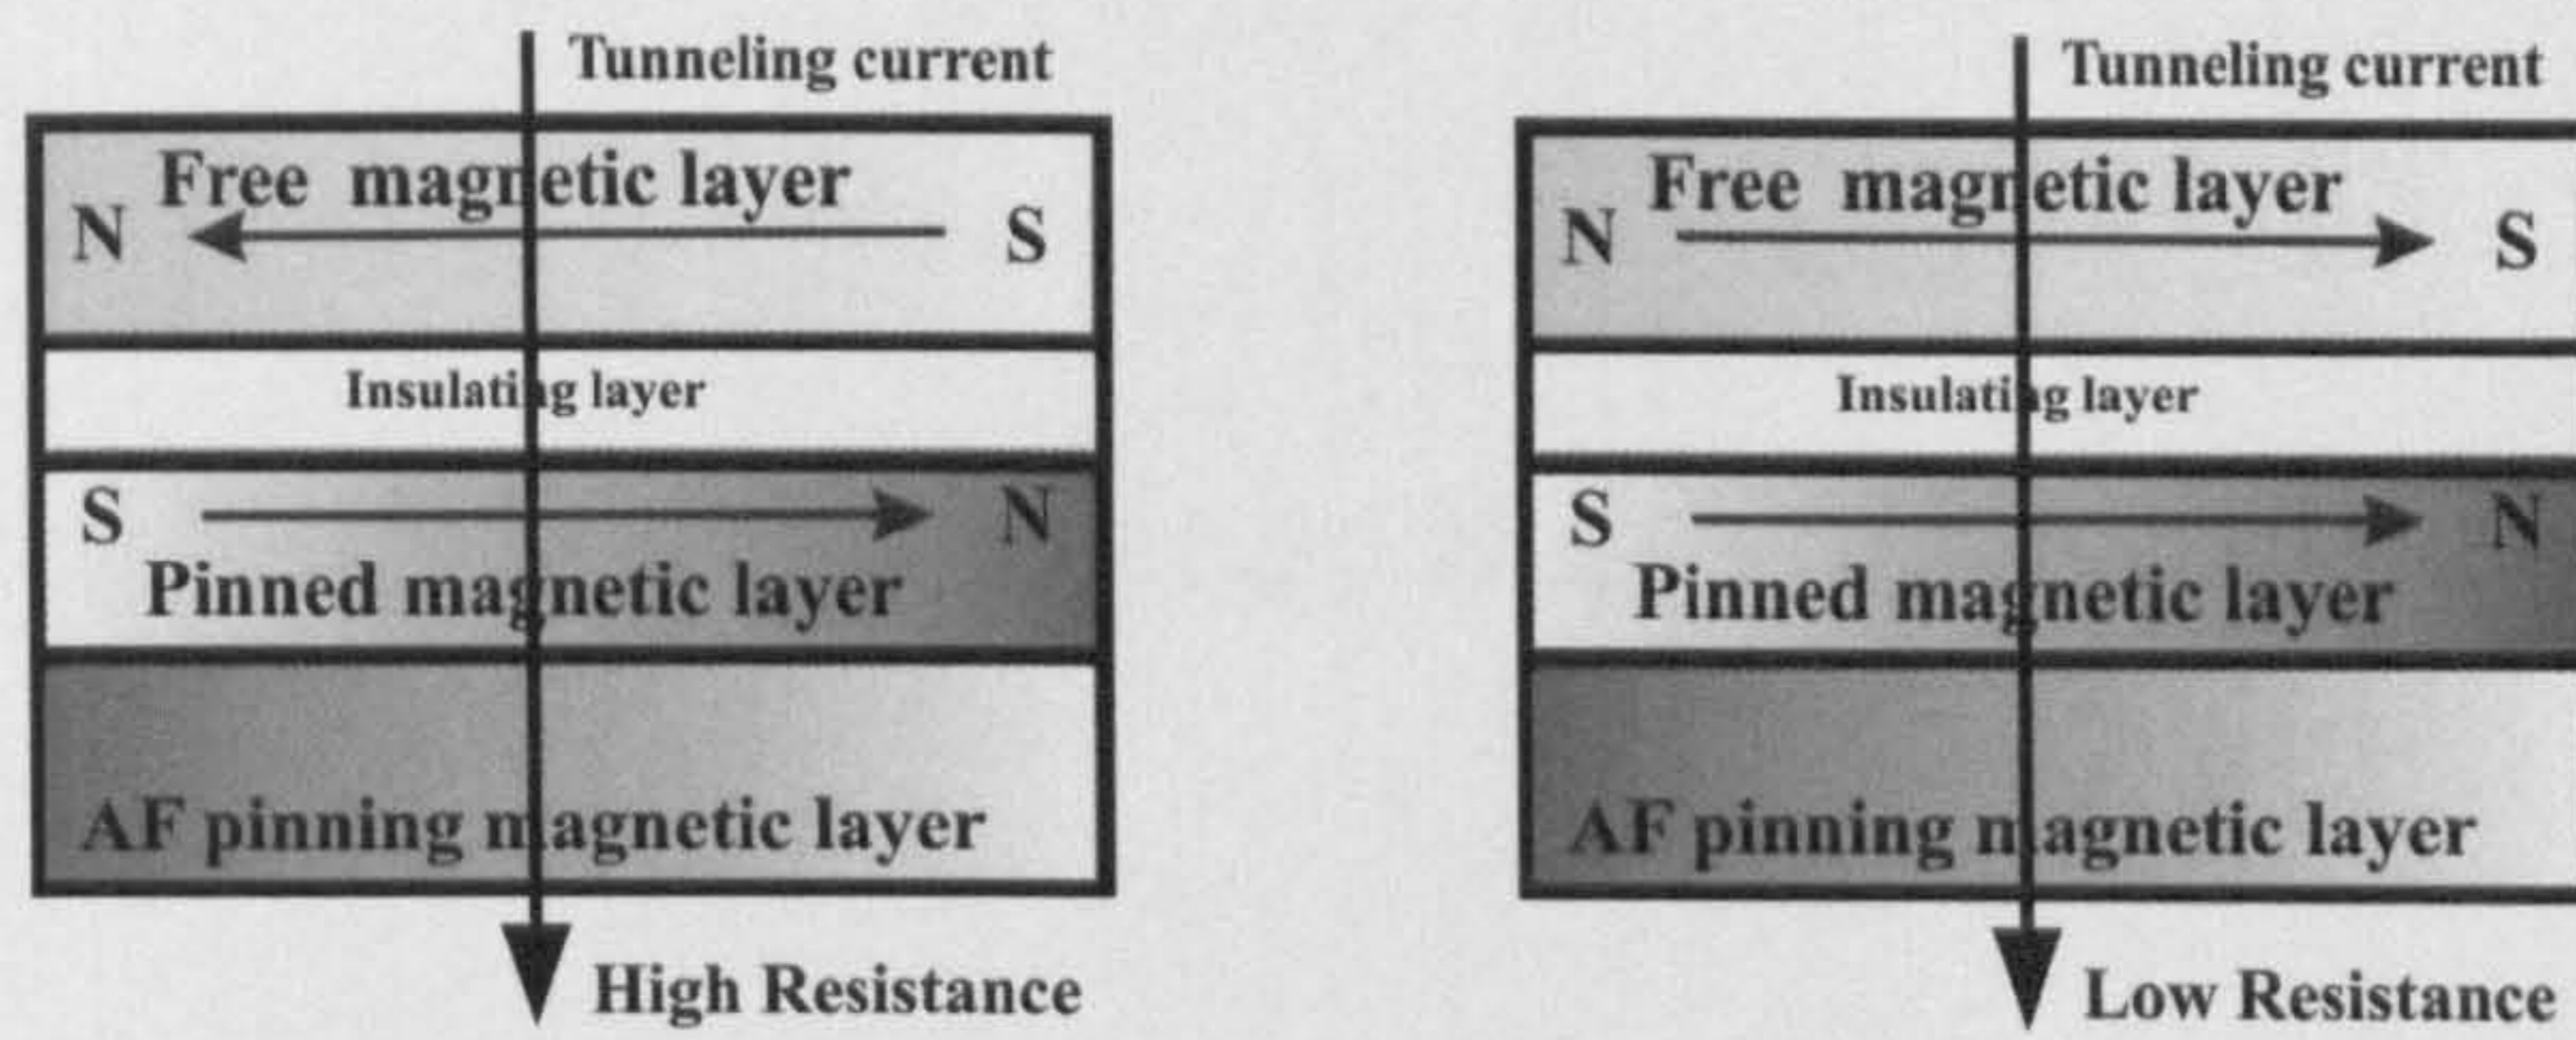 Tunneling current
Free magnetic layer
N S
Insulating layer
S N
Pinned magnetic layer
AF pinning magnetic layer
High Resistance
Tunneling current
Free magnetic layer
N S
Insulating layer
S N
Pinned magnetic layer
AF pinning magnetic layer
Low Resistance